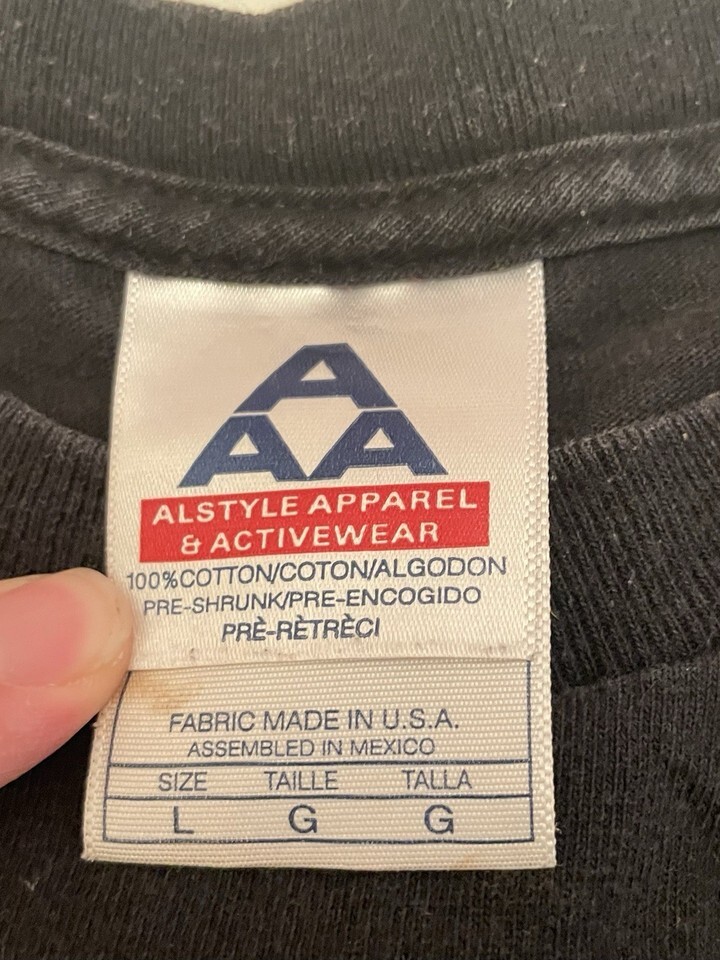 A
AA
ALSTYLE APPAREL
& ACTIVEWEAR
100%COTTON/COTON/ALGODON
PRE-SHRUNK/PRE-ENCOGIDO
PRÈ-RÈTRÈCI
FABRIC MADE IN U.S.A.
ASSEMBLED IN MEXICO
SIZE TAILLE TALLA
L G G